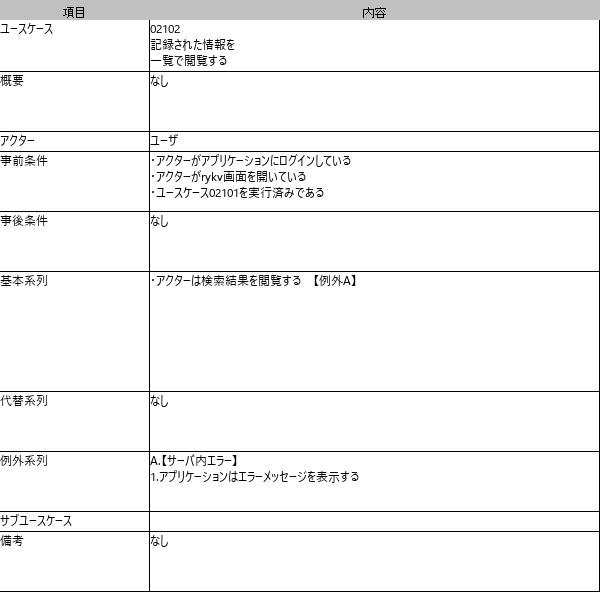 項目 内容
ユースケース 02102
記録された情報を
一覧で閲覧する
概要 なし
アクター ユーザ
事前条件 ・アクターがアプリケーションにログインしている
・アクターがrykv画面を開いている
・ユースケース02101を実行済みである
事後条件 なし
基本系列 ・アクターは検索結果を閲覧する　【例外A】
代替系列 なし
例外系列 A.【サーバ内エラー】
1.アプリケーションはエラーメッセージを表示する
サブユースケース
備考 なし